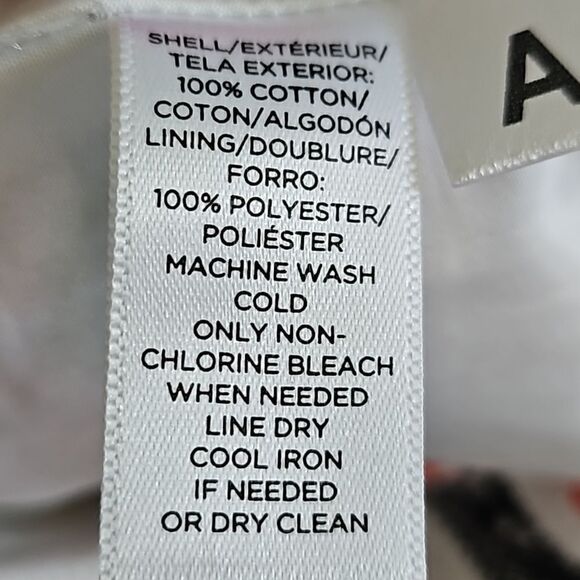 SHELL/EXTÉRIEUR/
TELA EXTERIOR:
100% COTTON/
COTON/ALGODÓN
LINING/DOUBLURE/
FORRO:
100% POLYESTER/
POLIÉSTER
MACHINE WASH
COLD
ONLY NON-
CHLORINE BLEACH
WHEN NEEDED
LINE DRY
COOL IRON
IF NEEDED
OR DRY CLEAN
A